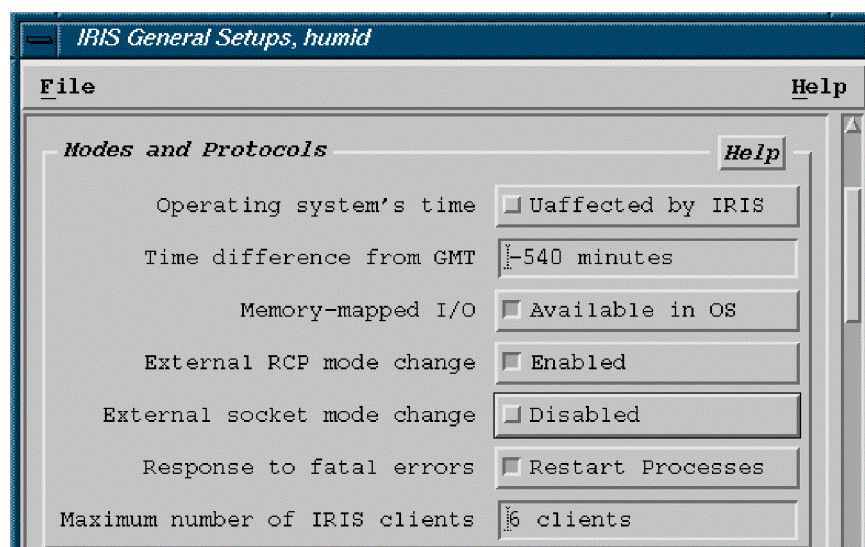 IRIS General Setups, humid
File Help
Modes and Protocols Help
Operating system's time Uaffected by IRIS
Time difference from GMT -540 minutes
Memory-mapped I/O Available in OS
External RCP mode change Enabled
External socket mode change Disabled
Response to fatal errors Restart Processes
Maximum number of IRIS clients 6 clients